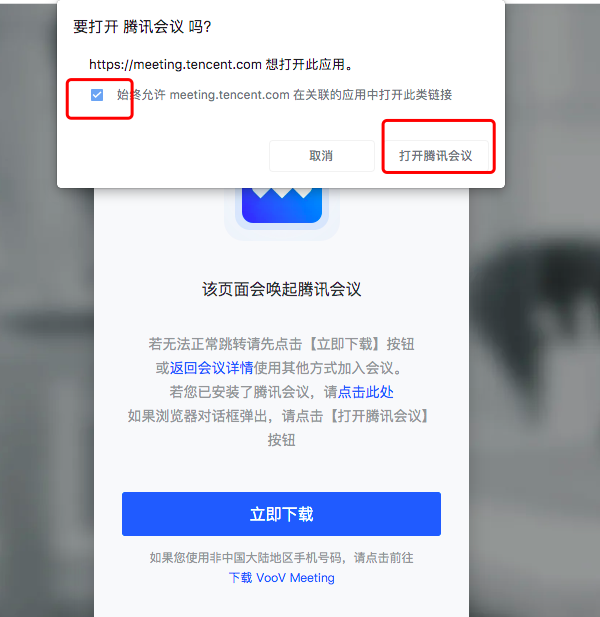 要打开 腾讯会议 吗?
https://meeting.tencent.com 想打开此应用。
始终允许 meeting.tencent.com 在关联的应用中打开此类链接
取消
打开腾讯会议
该页面会唤起腾讯会议
若无法正常跳转请先点击【立即下载】按钮
或返回会议详情使用其他方式加入会议。
若您已安装了腾讯会议，请点击此处
如果浏览器对话框弹出，请点击【打开腾讯会议】
按钮
立即下载
如果您使用非中国大陆地区手机号码，请点击前往
下载 VooV Meeting